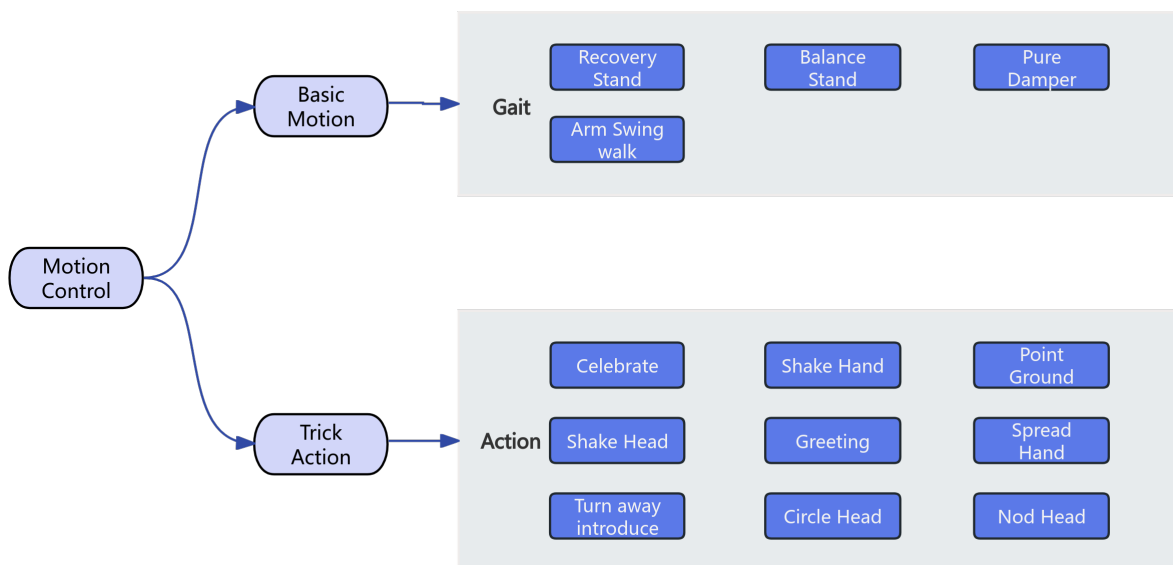 Motion
Control
Basic
Motion
Gait
Recovery
Stand
Balance
Stand
Pure
Damper
Arm Swing
walk
Trick
Action
Action
Celebrate
Shake Hand
Point
Ground
Shake Head
Greeting
Spread
Hand
Turn away
introduce
Circle Head
Nod Head